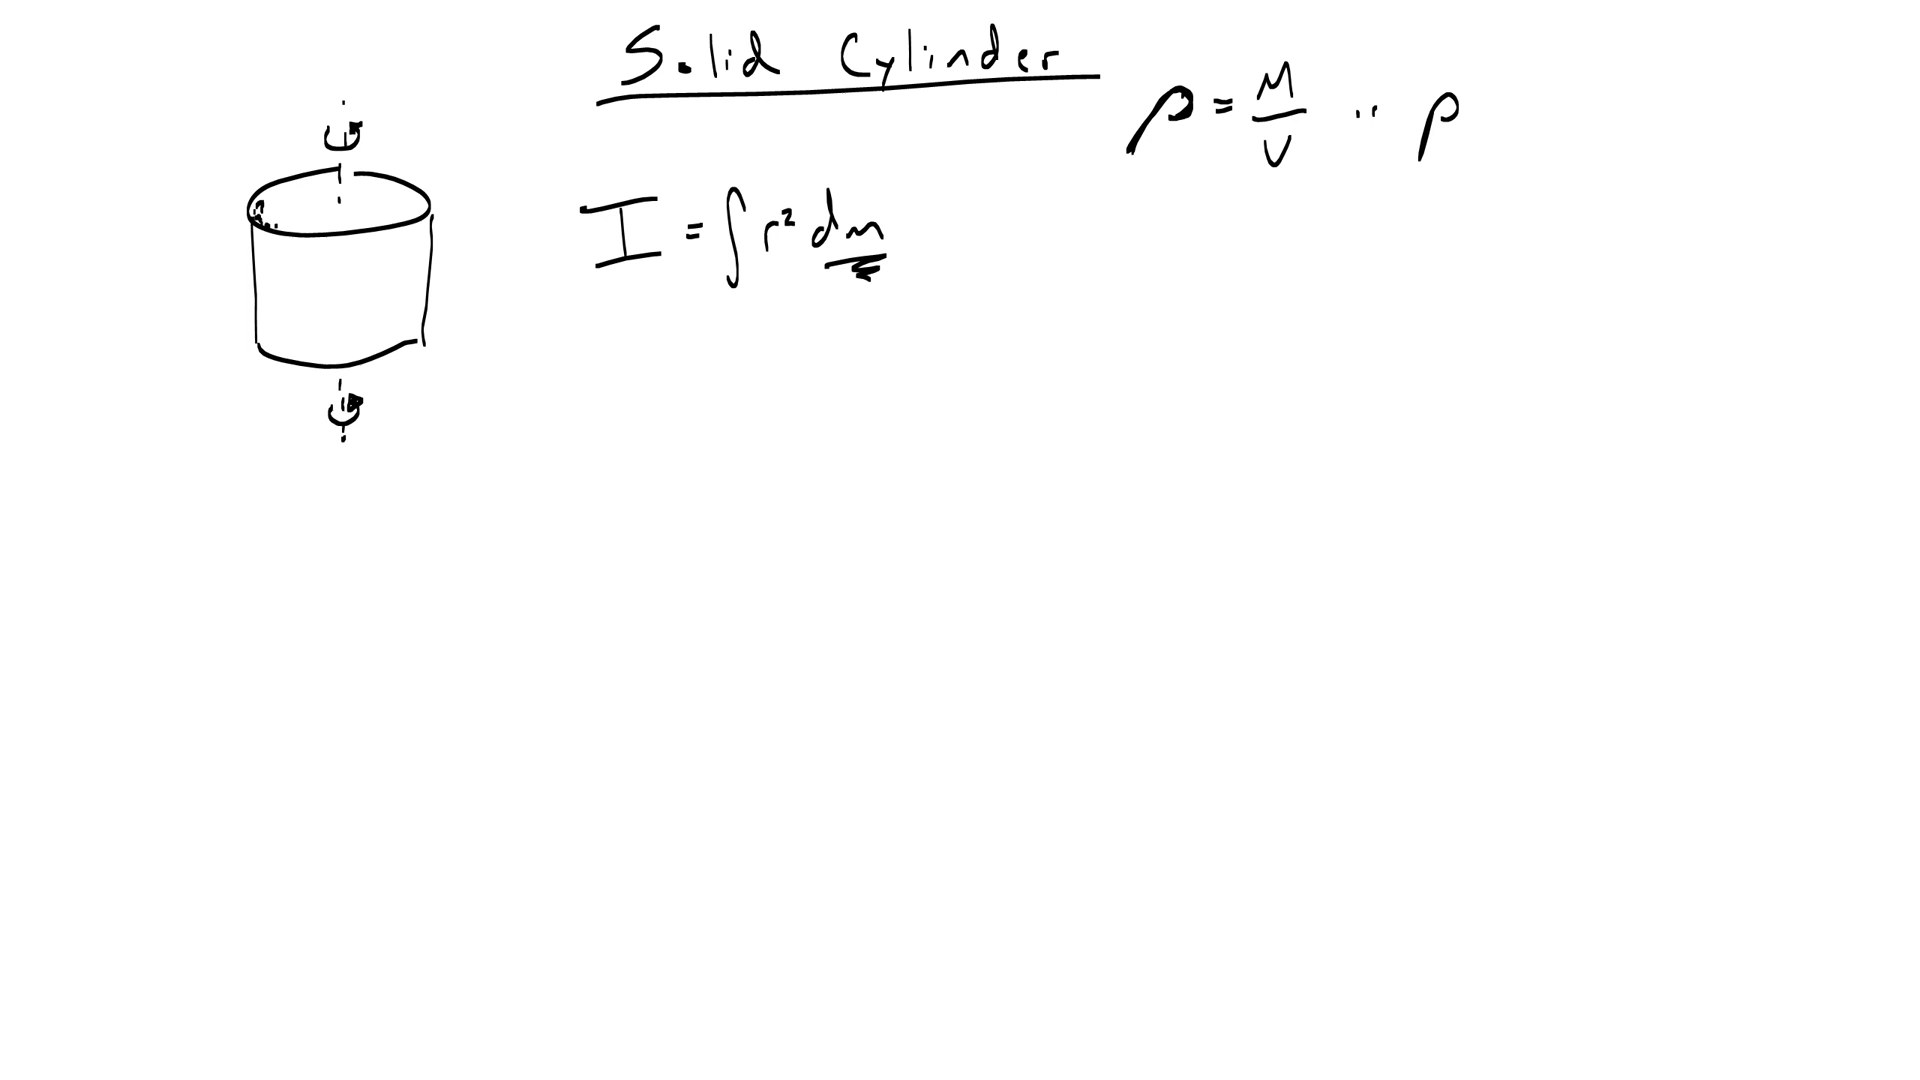 Solid Cylinder
ρ = M/V ∴ ρ
I = ∫ r² dm